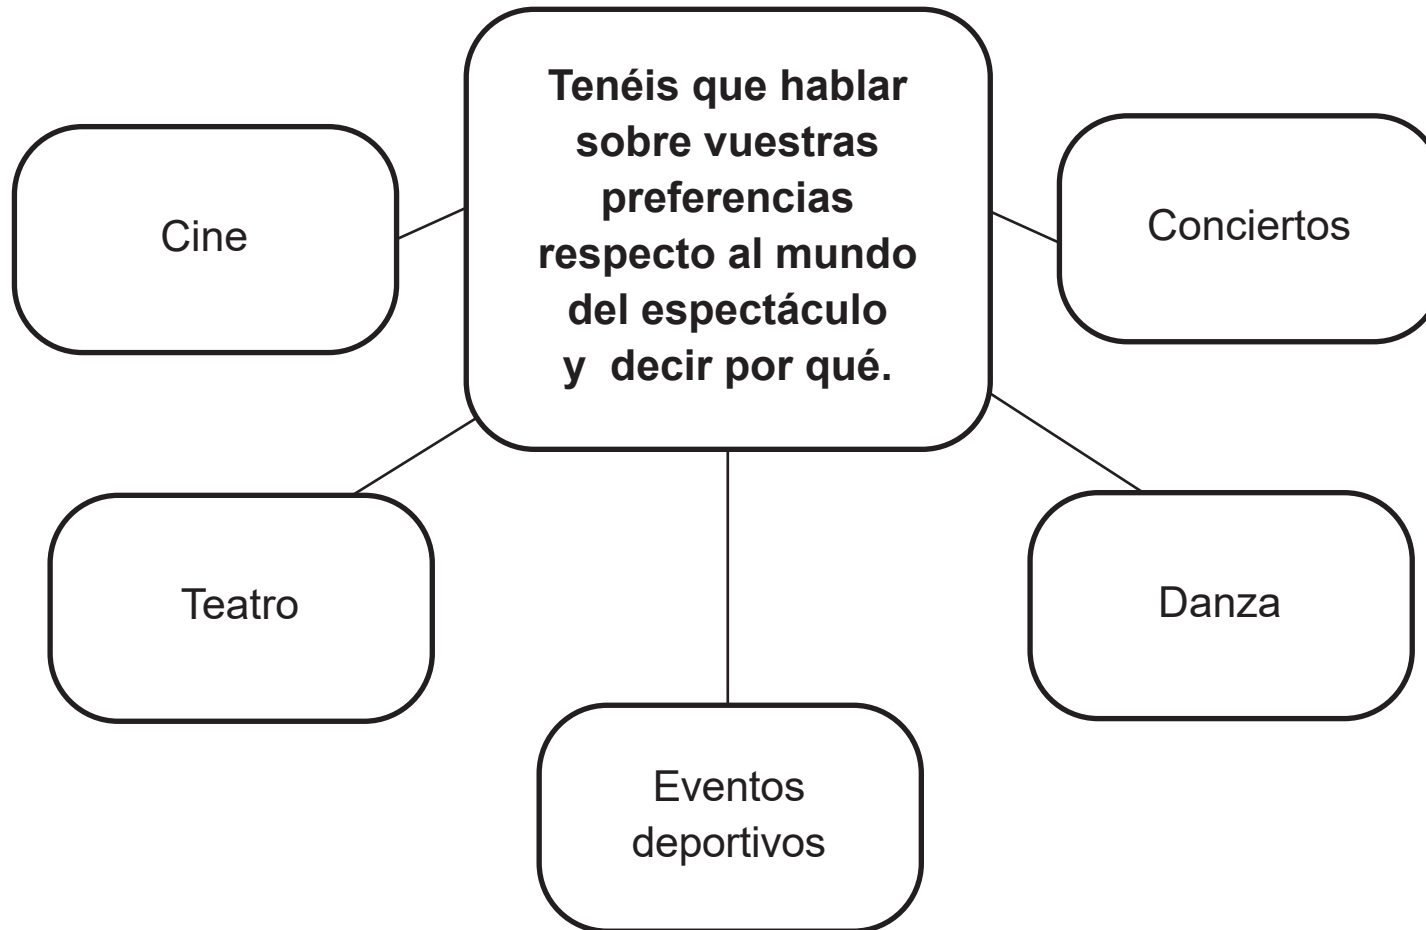 Tenéis que hablar
sobre vuestras
preferencias
respecto al mundo
del espectáculo
y  decir por qué.
Cine
Conciertos
Teatro
Danza
Eventos
deportivos